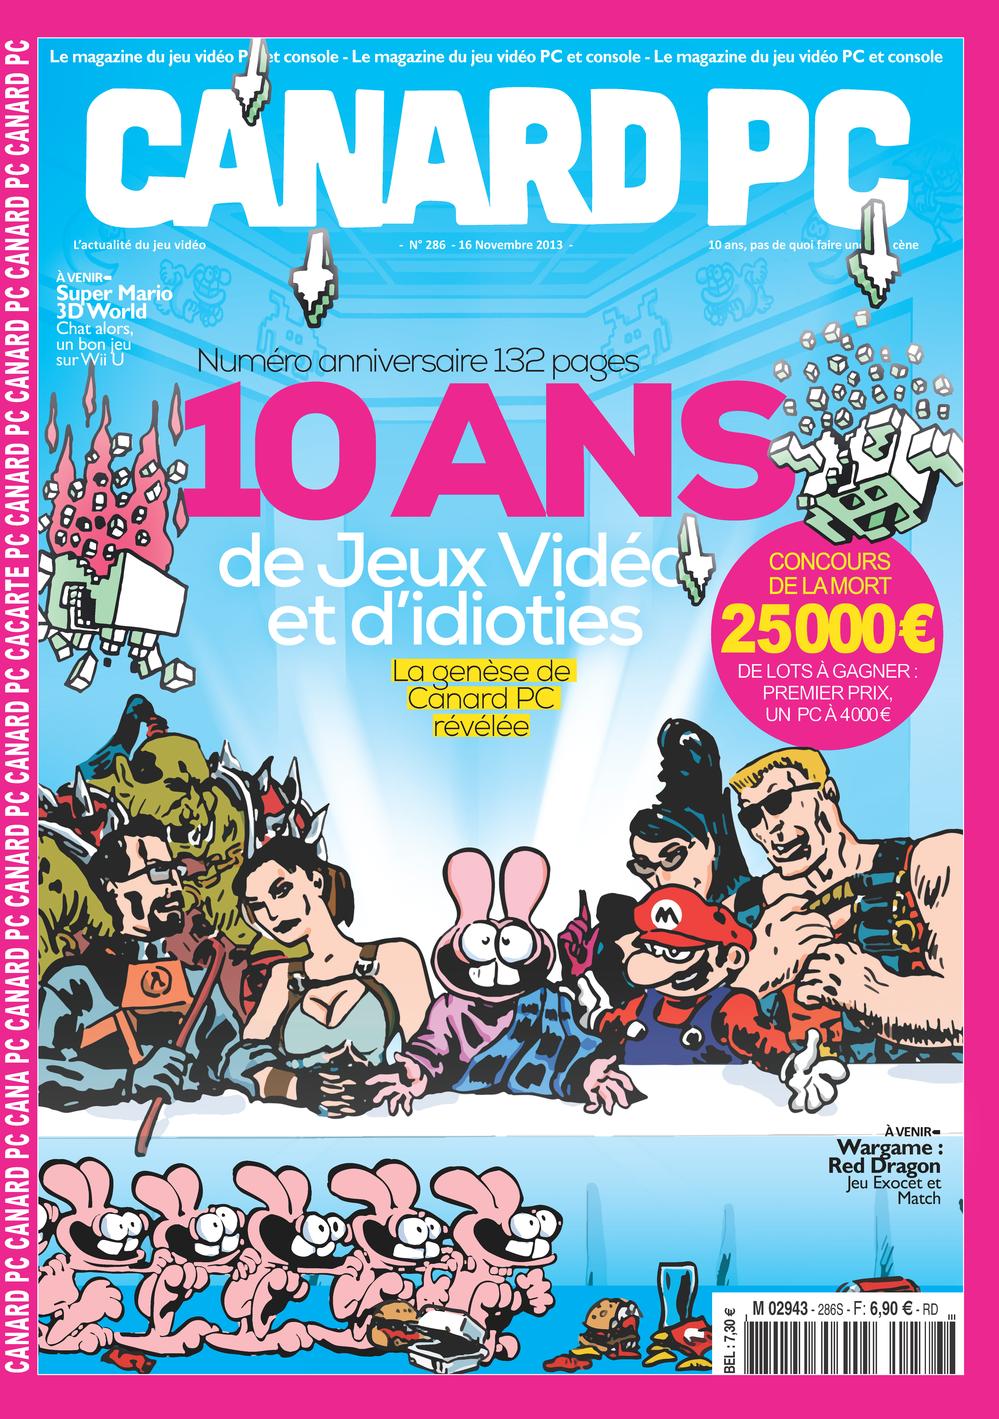 Le magazine du jeu vidéo P et console - Le magazine du jeu vidéo PC et console - Le magazine du jeu vidéo PC et console
CANARD PC
L'actualité du jeu vidéo
- N° 286 - 16 Novembre 2013 -
10 ans, pas de quoi faire une cène
À VENIR
Super Mario
3D World
Chat alors,
un bon jeu
sur Wii U
Numéro anniversaire 132 pages
10 ANS
de Jeux Vidéo
et d'idioties
La genèse de
Canard PC
révélée
CONCOURS
DE LA MORT
25 000 €
DE LOTS À GAGNER :
PREMIER PRIX,
UN PC À 4 000 €
M
À VENIR
Wargame :
Red Dragon
Jeu Exocet et
Match
BEL : 7,30 €
M 02943 - 286S - F: 6,90 € - RD
CANARD PC CANARD PC CANA PC CANARD PC CANARD PC CANARD PC CACARTE PC CANARD PC CANARD PC CANARD PC CANARD PC